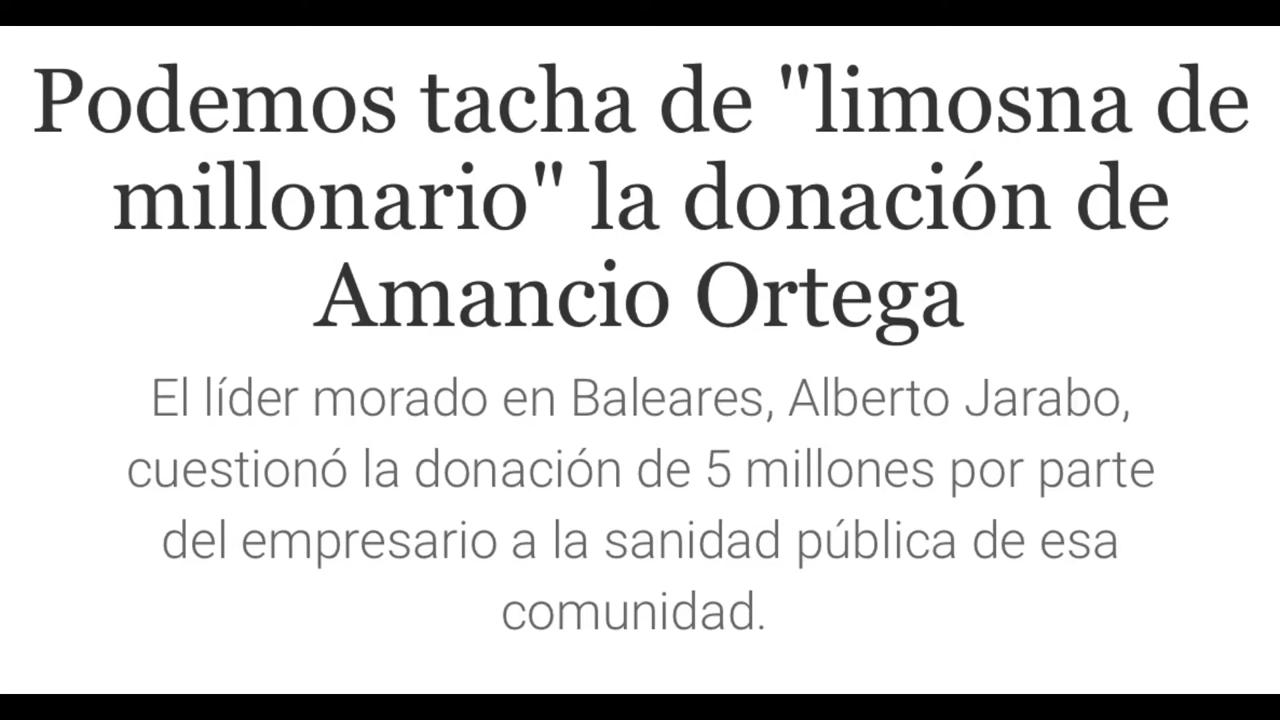 Podemos tacha de "limosna de
millonario" la donación de
Amancio Ortega
El líder morado en Baleares, Alberto Jarabo,
cuestionó la donación de 5 millones por parte
del empresario a la sanidad pública de esa
comunidad.